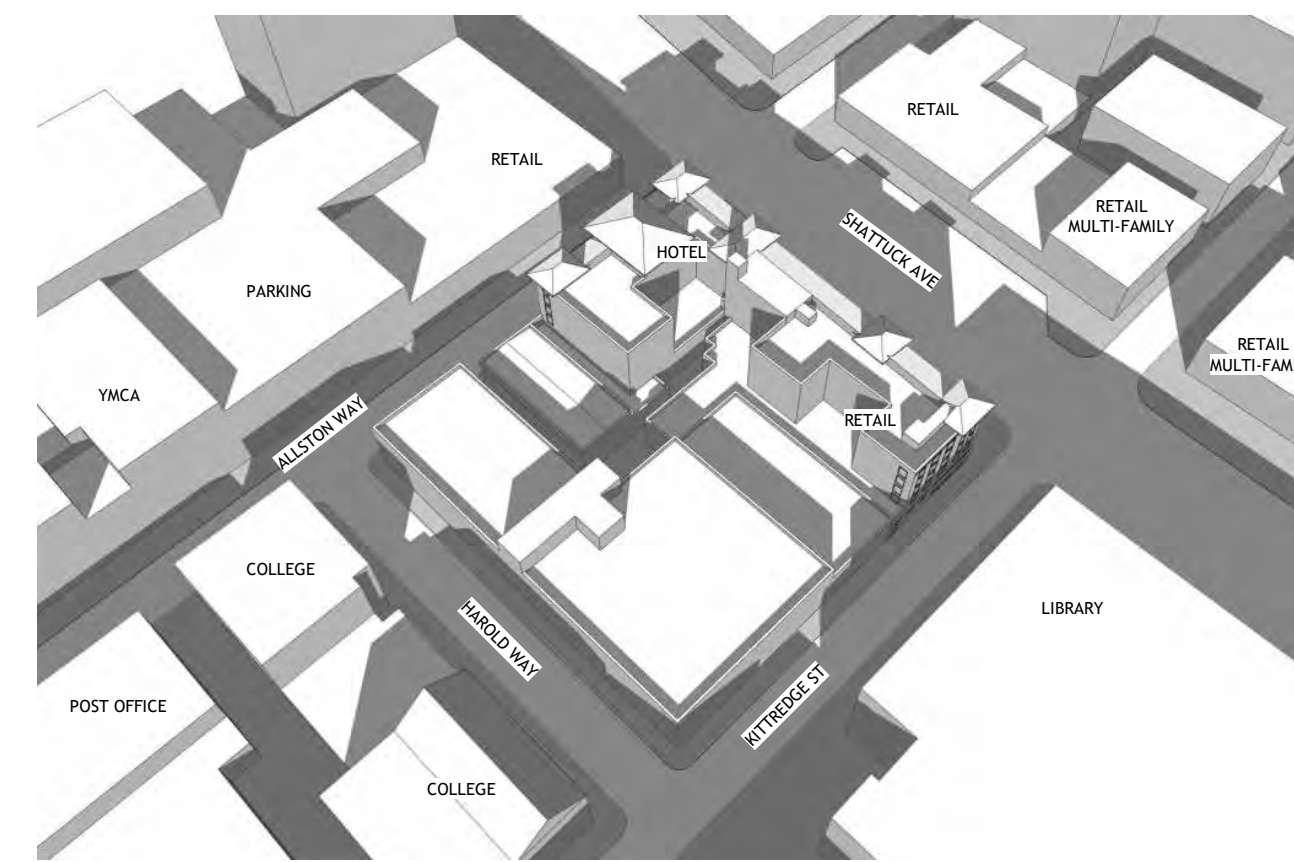 RETAIL
RETAIL
RETAIL
MULTI-FAMILY
SHATTUCK AVE
HOTEL
PARKING
RETAIL
MULTI-FAM
YMCA
RETAIL
ALLSTON WAY
COLLEGE
LIBRARY
HAROLD WAY
POST OFFICE
KITTREDGE ST
COLLEGE